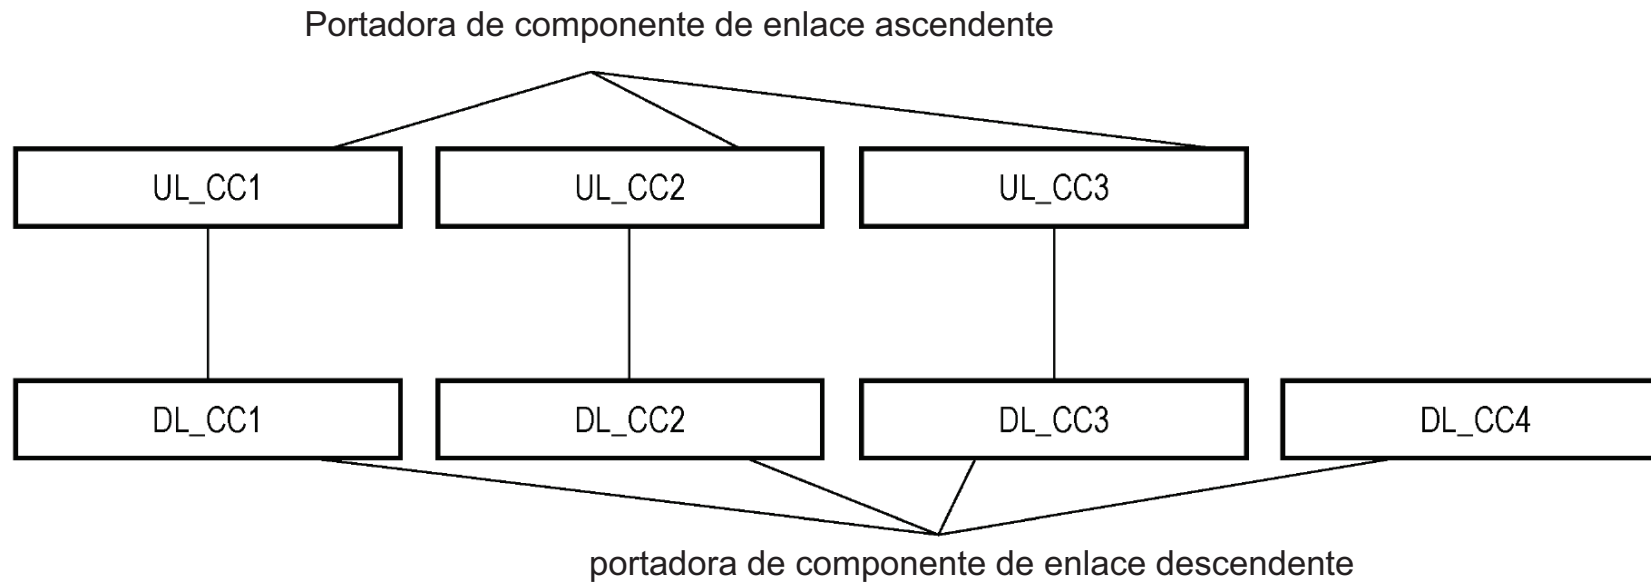 Portadora de componente de enlace ascendente
UL_CC1 UL_CC2 UL_CC3
DL_CC1 DL_CC2 DL_CC3 DL_CC4
portadora de componente de enlace descendente